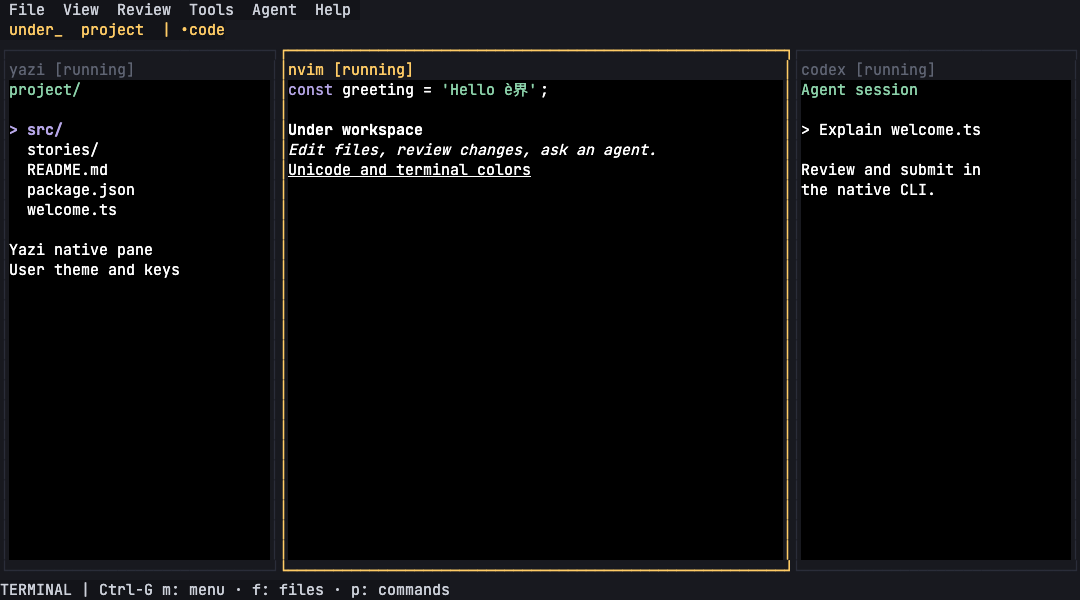 File View Review Tools Agent Help
under_ project | •code
yazi [running]
project/
> src/
stories/
README.md
package.json
welcome.ts
Yazi native pane
User theme and keys
nvim [running]
const greeting = 'Hello è界';
Under workspace
Edit files, review changes, ask an agent.
Unicode and terminal colors
codex [running]
Agent session
> Explain welcome.ts
Review and submit in
the native CLI.
TERMINAL | Ctrl-G m: menu · f: files · p: commands